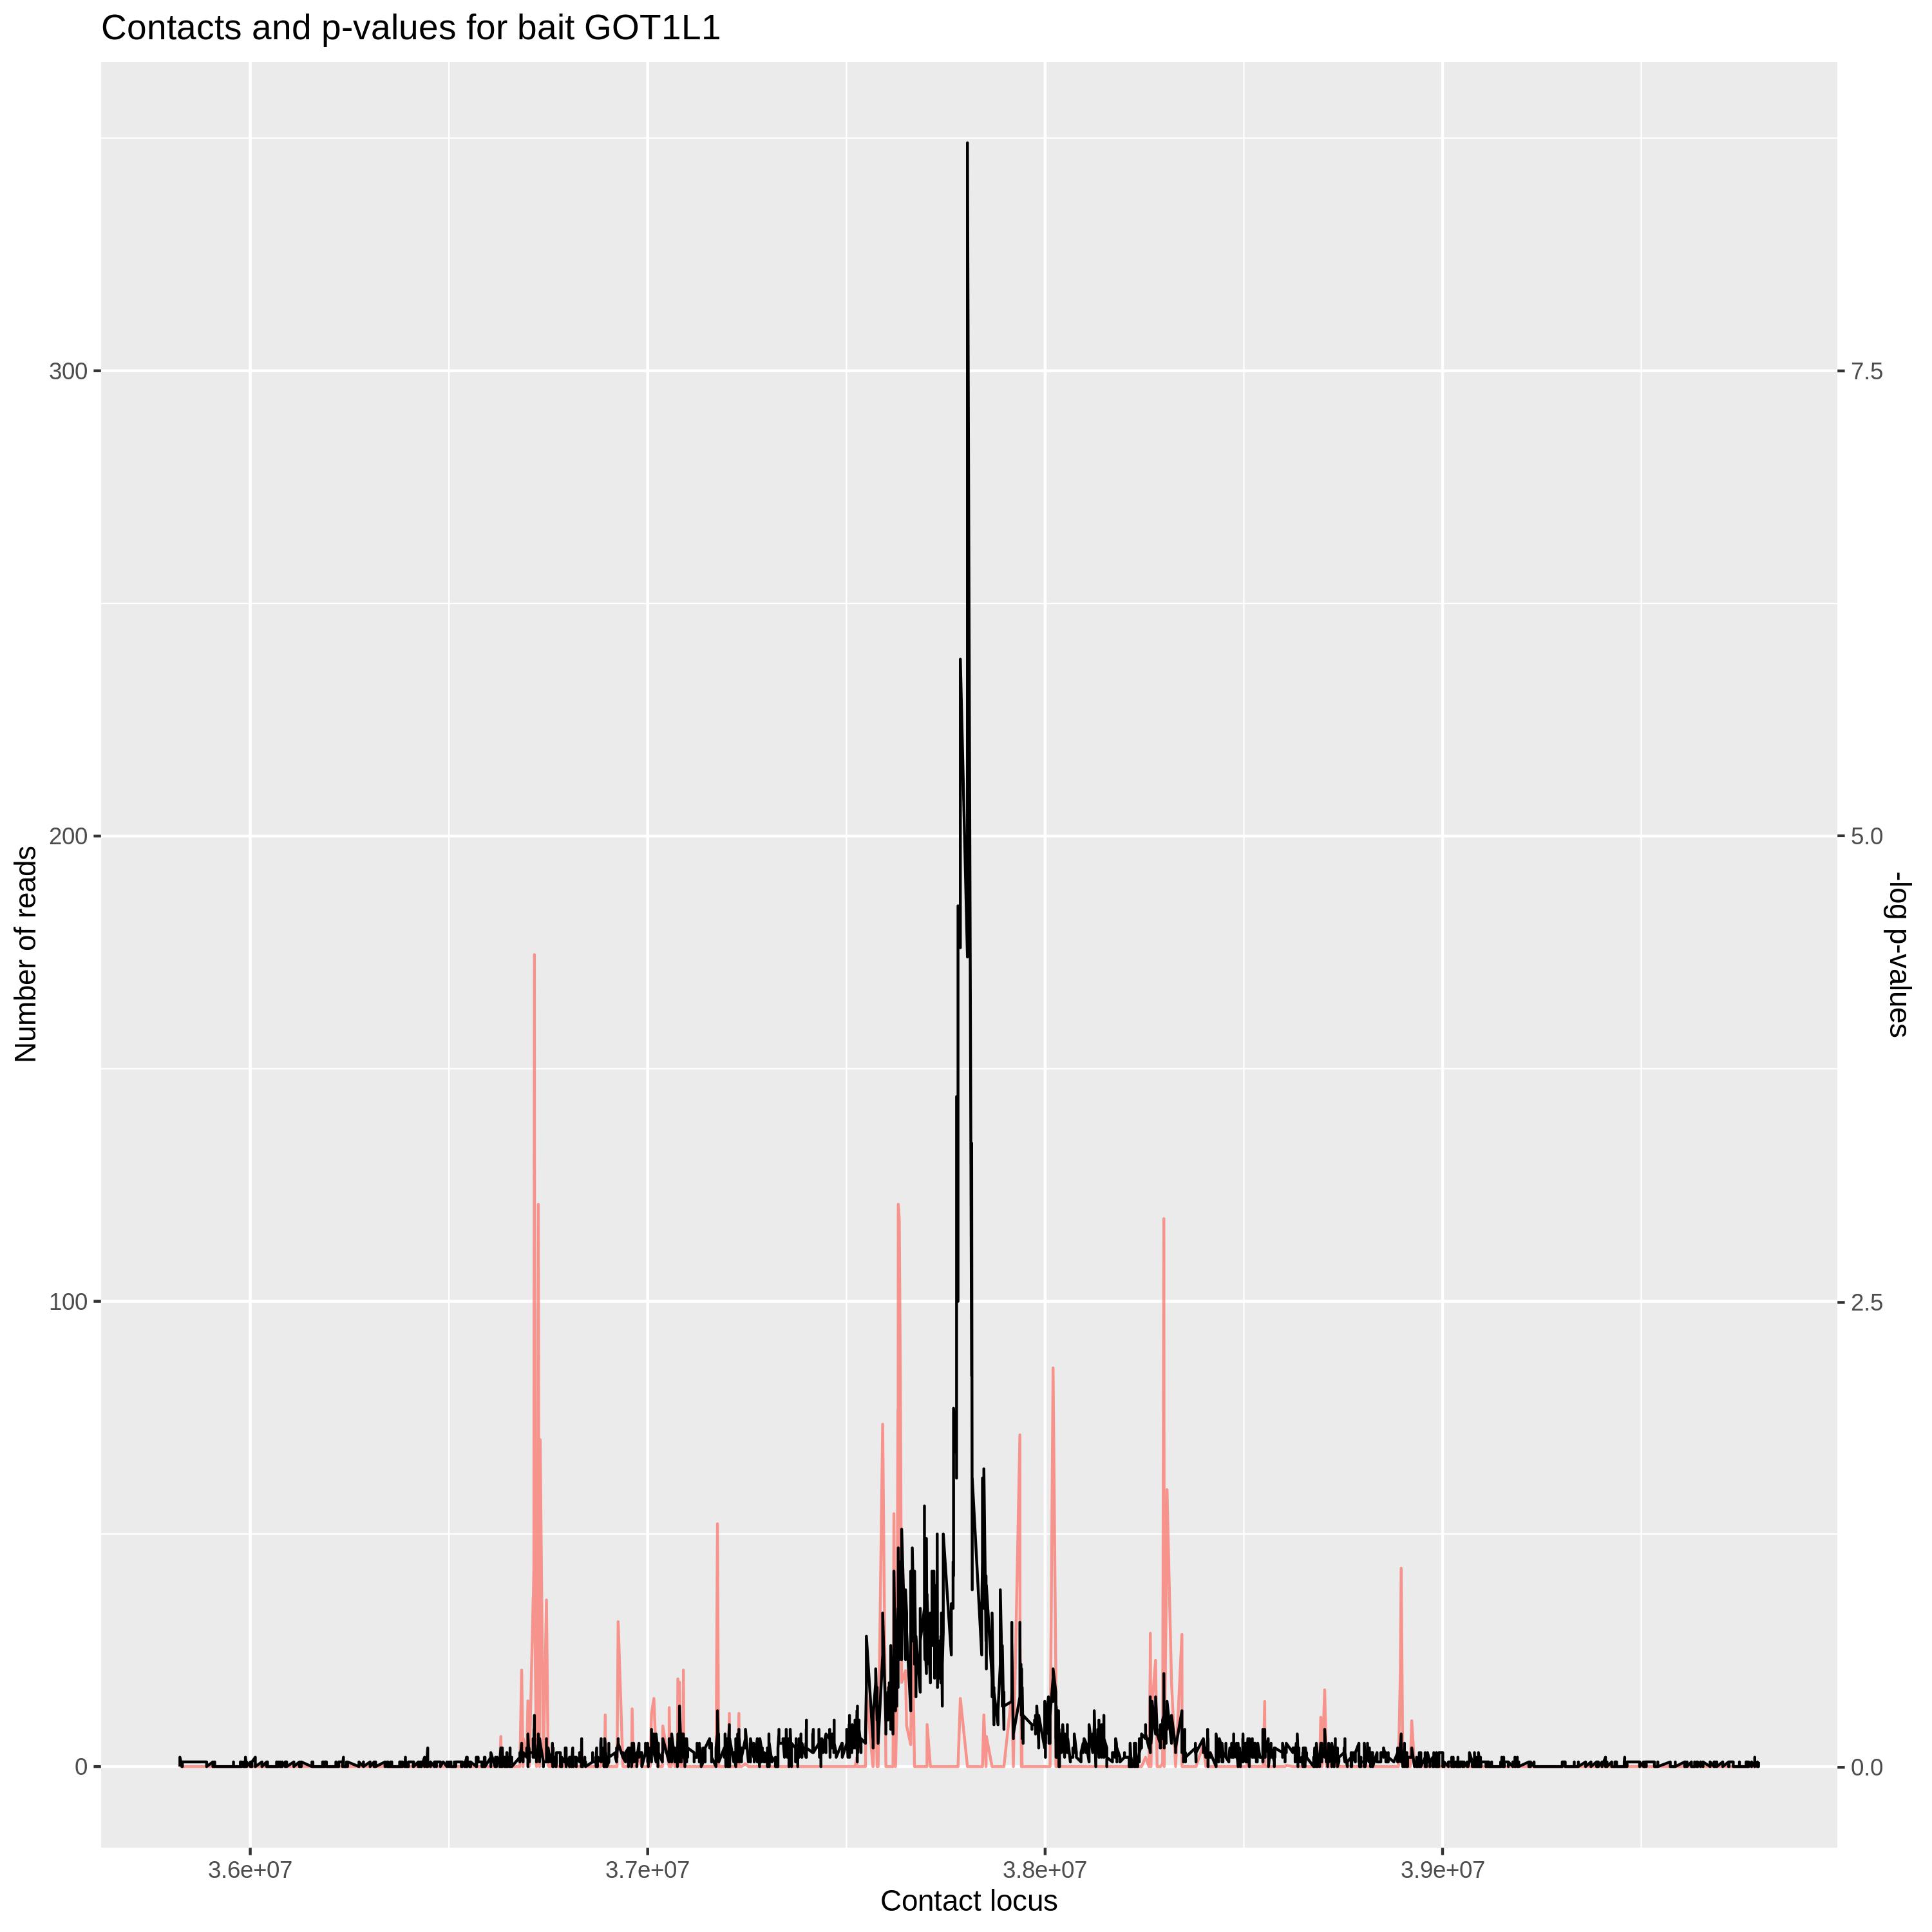 Contacts and p-values for bait GOT1L1
300
200
100
0
Number of reads
7.5
5.0
2.5
0.0
-log p-values
3.6e+07 3.7e+07 3.8e+07 3.9e+07
Contact locus